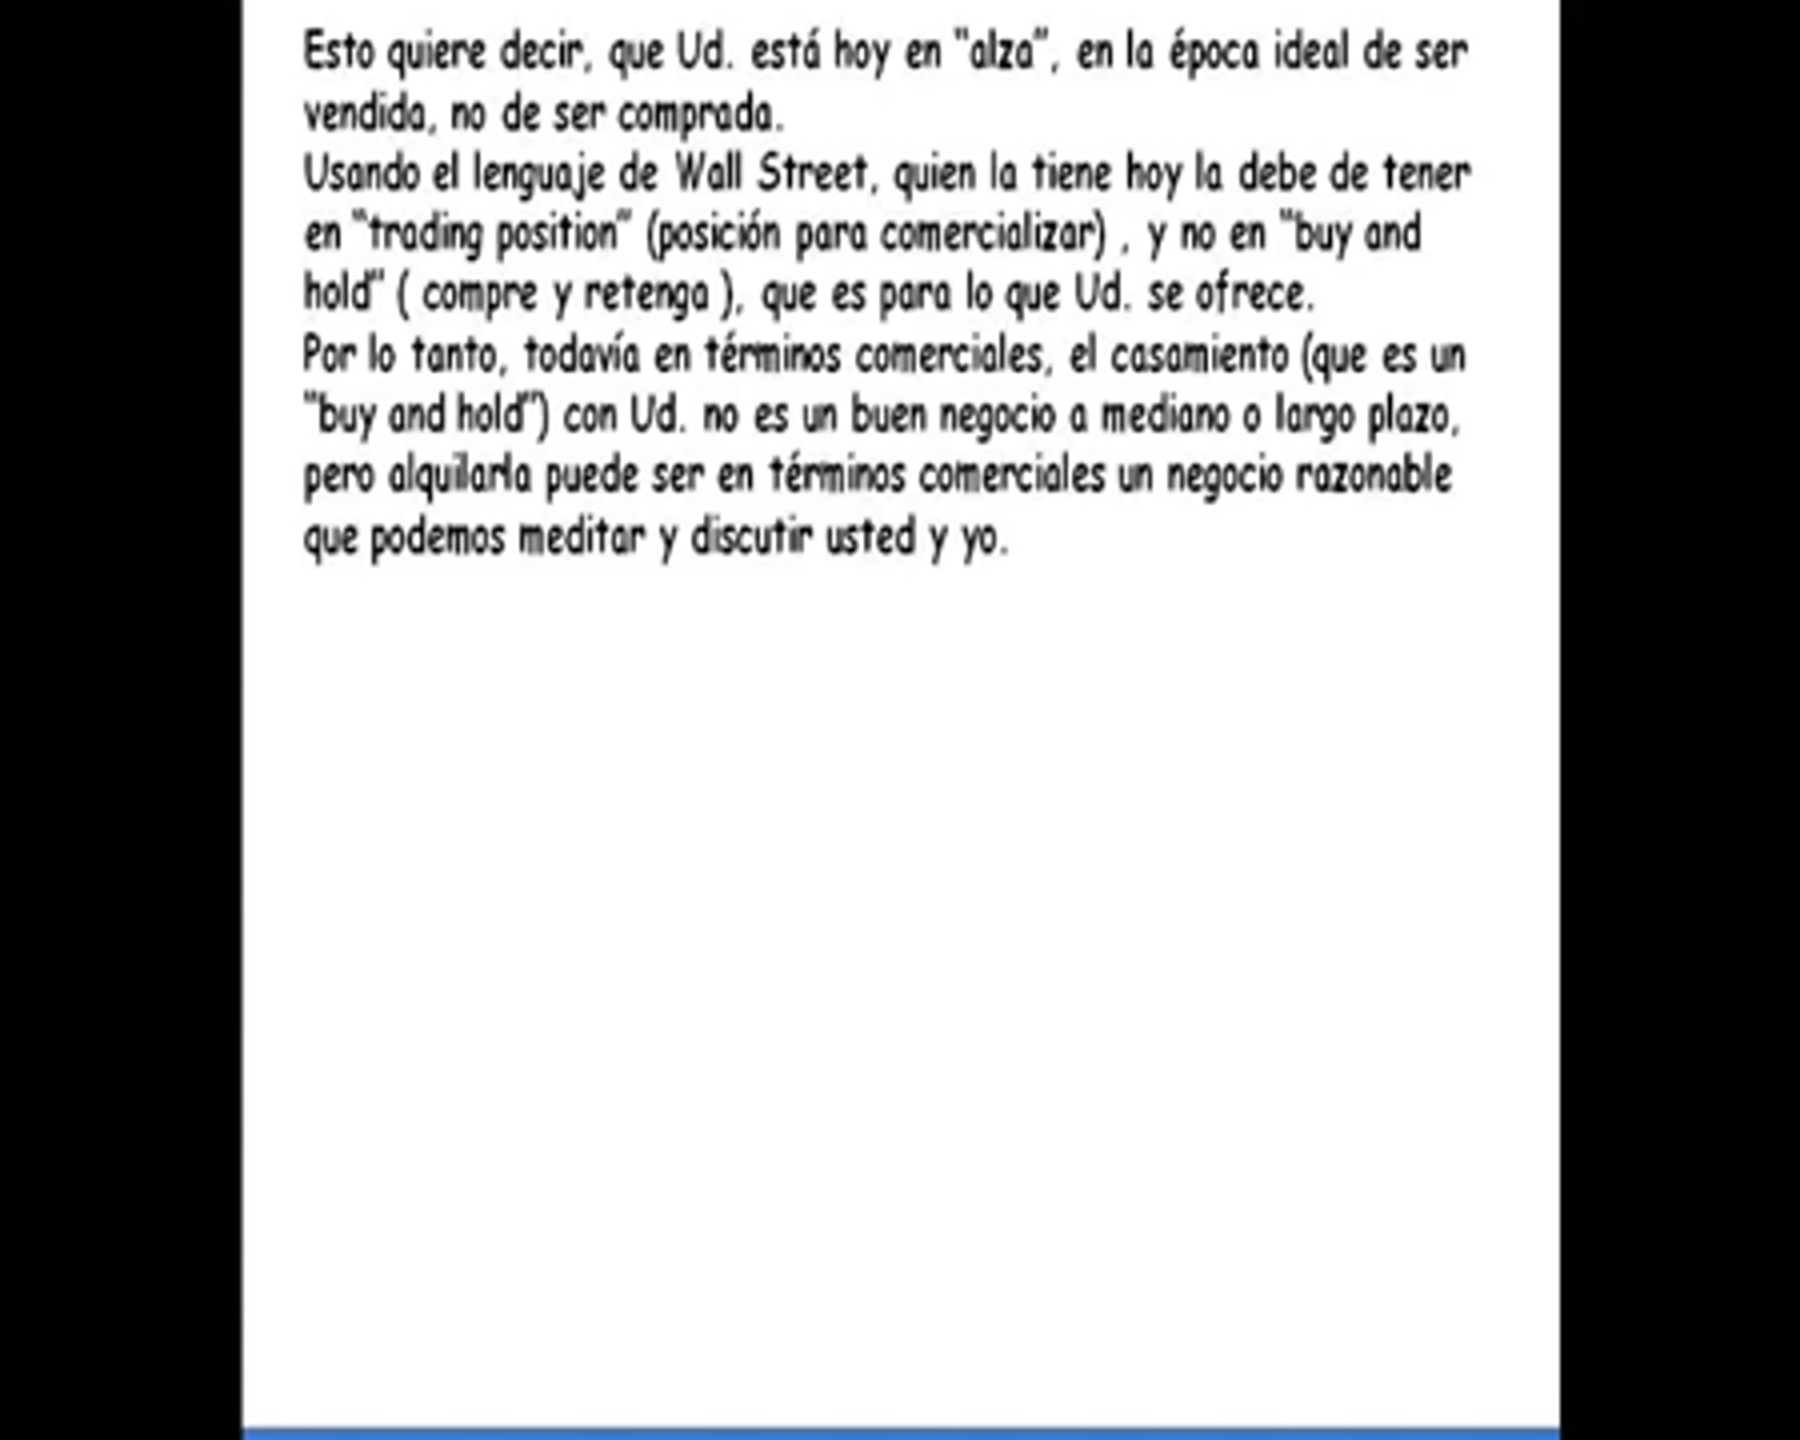 Esto quiere decir, que Ud. está hoy en "alza", en la época ideal de ser
vendida, no de ser comprada.
Usando el lenguaje de Wall Street, quien la tiene hoy la debe de tener
en "trading position" (posición para comercializar) , y no en "buy and
hold" ( compre y retenga ), que es para lo que Ud. se ofrece.
Por lo tanto, todavía en términos comerciales, el casamiento (que es un
"buy and hold") con Ud. no es un buen negocio a mediano o largo plazo,
pero alquilarla puede ser en términos comerciales un negocio razonable
que podemos meditar y discutir usted y yo.